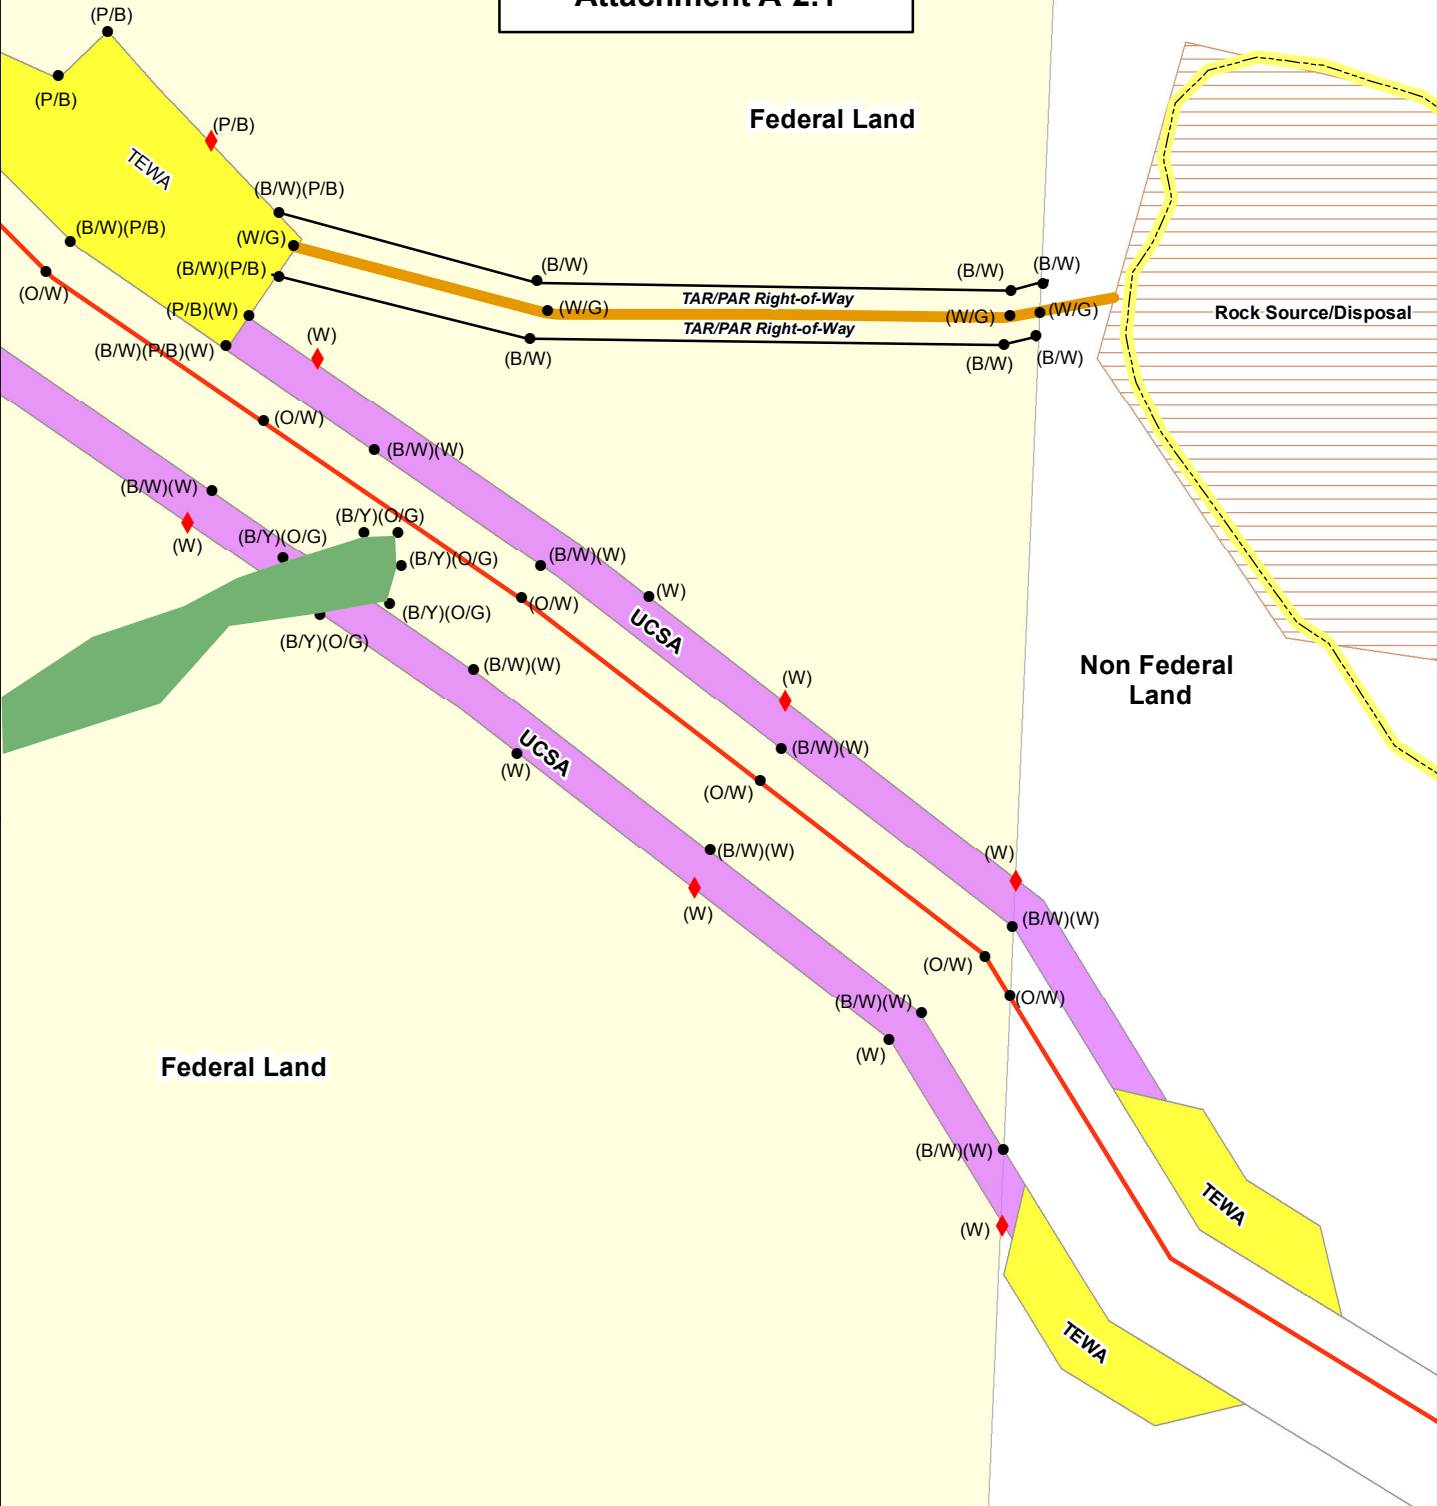 Attachment A-2.1
(P/B)
(P/B)
Federal Land
(P/B)
TEWA
(B/W)(P/B)
(B/W)(P/B)
(W/G)
(B/W)
(B/W)
(B/W)
(B/W)(P/B)
(O/W)
TAR/PAR Right-of-Way
(P/B)(W)
(W/G)
(W/G)
(W/G)
Rock Source/Disposal
TAR/PAR Right-of-Way
(W)
(B/W)(P/B)(W)
(B/W)
(B/W)
(B/W)
(O/W)
(B/W)(W)
(B/W)(W)
(B/Y)(O/G)
(B/Y)(O/G)
(W)
(B/Y)(O/G)
(B/W)(W)
(W)
(O/W)
(B/Y)(O/G)
UCSA
(B/Y)(O/G)
(B/W)(W)
Non Federal
Land
(W)
(B/W)(W)
UCSA
(W)
(O/W)
(B/W)(W)
(W)
(W)
(B/W)(W)
(O/W)
(O/W)
(B/W)(W)
(W)
Federal Land
(B/W)(W)
TEWA
(W)
TEWA